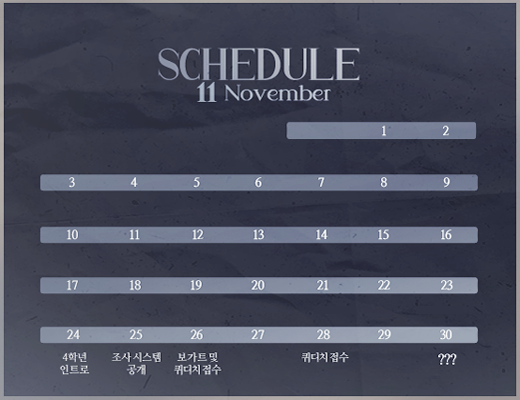 SCHEDULE
11 November
1 2
3 4 5 6 7 8 9
10 11 12 13 14 15 16
17 18 19 20 21 22 23
24 25 26 27 28 29 30
4학년 조사 시스템 보가트 및 퀴디치 접수 ???
인트로 공개 퀴디치 접수